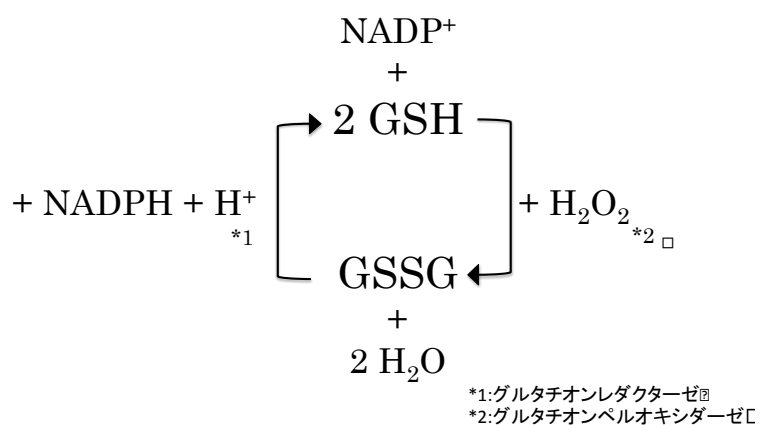 NADP⁺
+
2 GSH
+ NADPH + H⁺
*1
+ H₂O₂
*2
GSSG
+
2 H₂O
*1:グルタチオンレダクターゼ
*2:グルタチオンペルオキシダーゼ